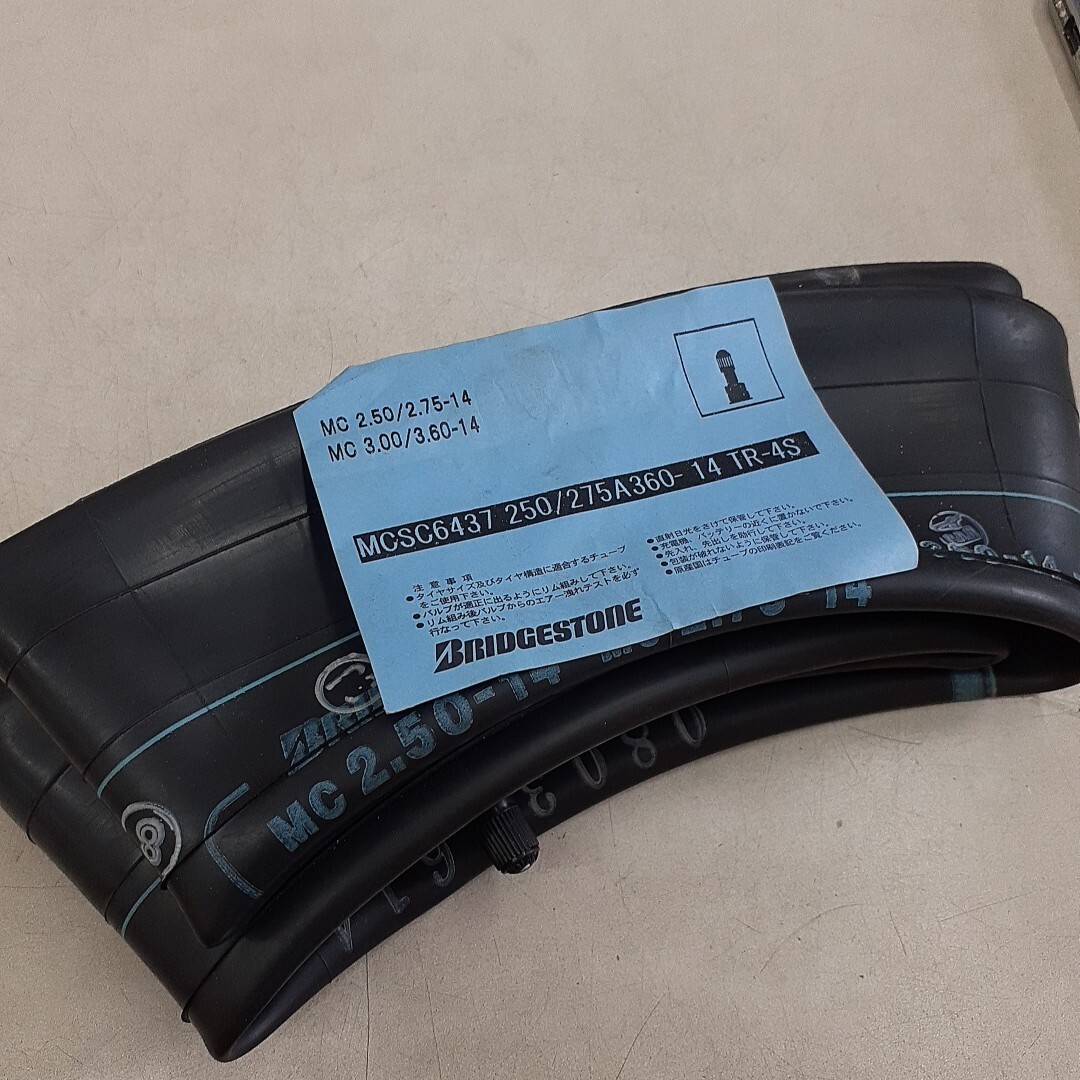 MC 2.50/2.75-14
MC 3.00/3.60-14
MCSC6437 250/275A360- 14 TR-4S
注意事項
●タイヤサイズ及びタイヤ構造に適合するチューブ
をご使用下さい。
●バルブが適正に出るようにリム組みして下さい。
●リム組み後バルブからのエアー洩れテストを必ず
行なって下さい。
●直射日光をさけて保管して下さい。
●充電機、バッテリーの近くに置かないで下さい。
●先入れ、先出しを励行して下さい。
●包装が破れないように保管して下さい。
●原産国はチューブの印刷表記をご覧下さい。
BRIDGESTONE
MC 2.50-14
8
0803